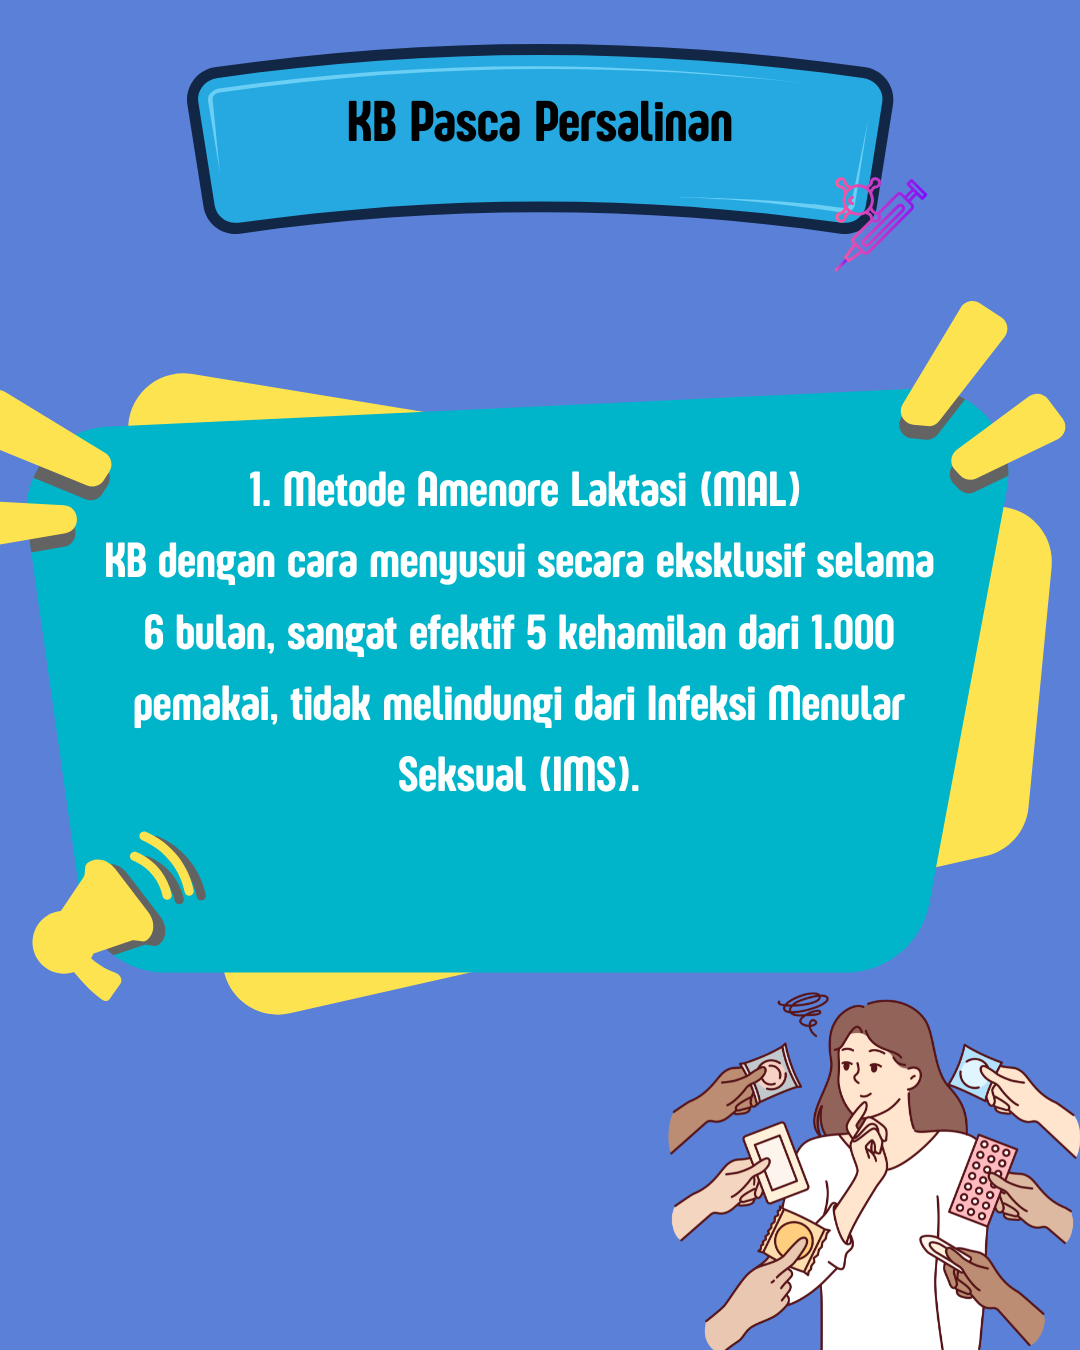 KB Pasca Persalinan
1. Metode Amenore Laktasi (MAL)
KB dengan cara menyusui secara eksklusif selama
6 bulan, sangat efektif 5 kehamilan dari 1.000
pemakai, tidak melindungi dari Infeksi Menular
Seksual (IMS).